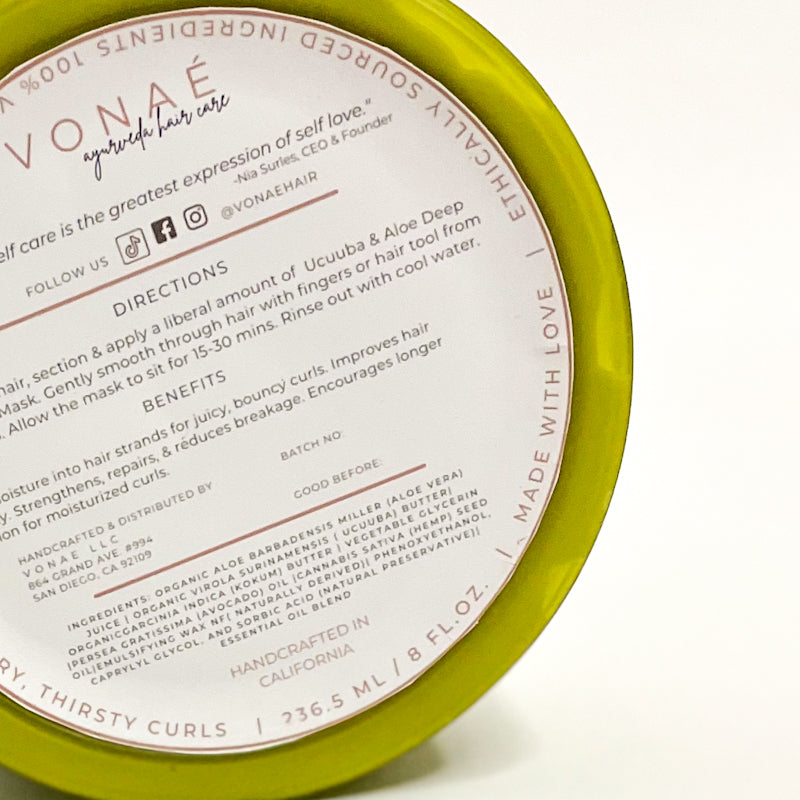 VONAÉ
ayurveda hair care
elf care is the greatest expression of self love."
-Nia Surles, CEO & Founder
FOLLOW US @VONAEHAIR
DIRECTIONS
hair, section & apply a liberal amount of Ucuuba & Aloe Deep
Mask. Gently smooth through hair with fingers or hair tool from
. Allow the mask to sit for 15-30 mins. Rinse out with cool water.
BENEFITS
oisture into hair strands for juicy, bouncy curls. Improves hair
y. Strengthens, repairs, & reduces breakage. Encourages longer
ion for moisturized curls.
BATCH NO:
GOOD BEFORE:
HANDCRAFTED & DISTRIBUTED BY
VONAE LLC
864 GRAND AVE. #994
SAN DIEGO, CA 92109
INGREDIENTS: ORGANIC ALOE BARBADENSIS MILLER (ALOE VERA)
JUICE | ORGANIC VIROLA SURINAMENSIS ( UCUUBA) BUTTER|
ORGANICGARCINIA INDICA (KOKUM) BUTTER | VEGETABLE GLYCERIN
|PERSEA GRATISSIMA (AVOCADO) OIL |CANNABIS SATIVA (HEMP) SEED
OIL|EMULSIFYING WAX NF( NATURALLY DERIVED)| PHENOXYETHANOL,
CAPRYLYL GLYCOL, AND SORBIC ACID (NATURAL PRESERVATIVE)|
ESSENTIAL OIL BLEND
HANDCRAFTED IN
CALIFORNIA
RY, THIRSTY CURLS | 236.5 ML / 8 FL.OZ. | MADE WITH LOVE | ETHICALLY SOURCED INGREDIENTS 100% V